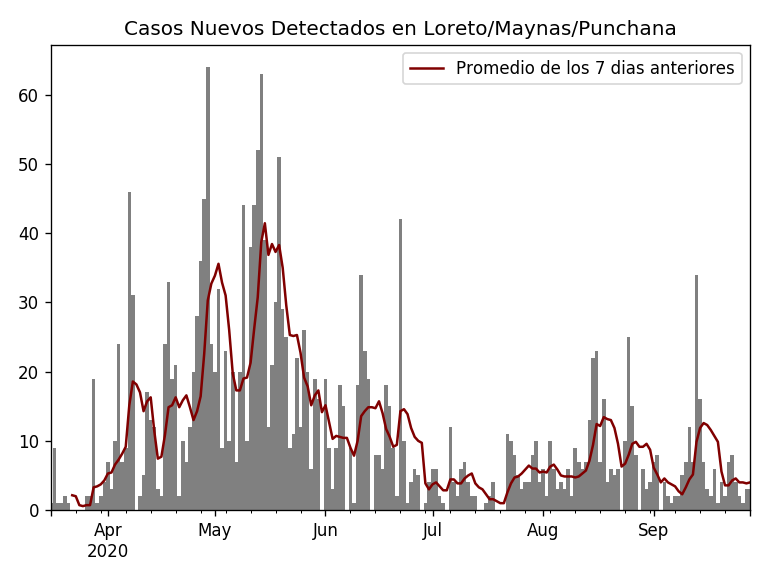 Casos Nuevos Detectados en Loreto/Maynas/Punchana
Promedio de los 7 dias anteriores
60
50
40
30
20
10
0
Apr May Jun Jul Aug Sep
2020